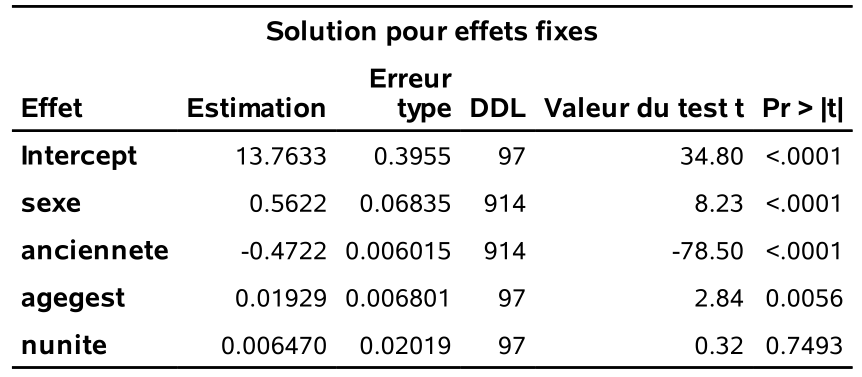 Solution pour effets fixes
Effet Estimation Erreur type DDL Valeur du test t Pr > |t|
Intercept 13.7633 0.3955 97 34.80 <.0001
sexe 0.5622 0.06835 914 8.23 <.0001
anciennete -0.4722 0.006015 914 -78.50 <.0001
agegest 0.01929 0.006801 97 2.84 0.0056
nunite 0.006470 0.02019 97 0.32 0.7493